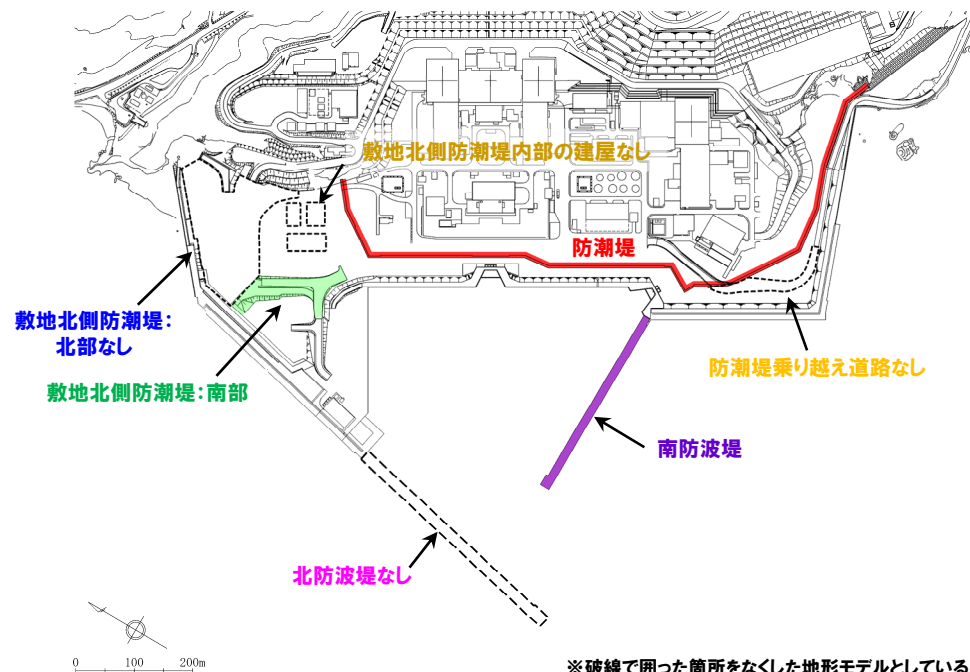 敷地北側防潮堤内部の建屋なし
防潮堤
敷地北側防潮堤：
北部なし
敷地北側防潮堤：南部
防潮堤乗り越え道路なし
南防波堤
北防波堤なし
0 100 200m
※破線で囲った箇所をなくした地形モデルとしている